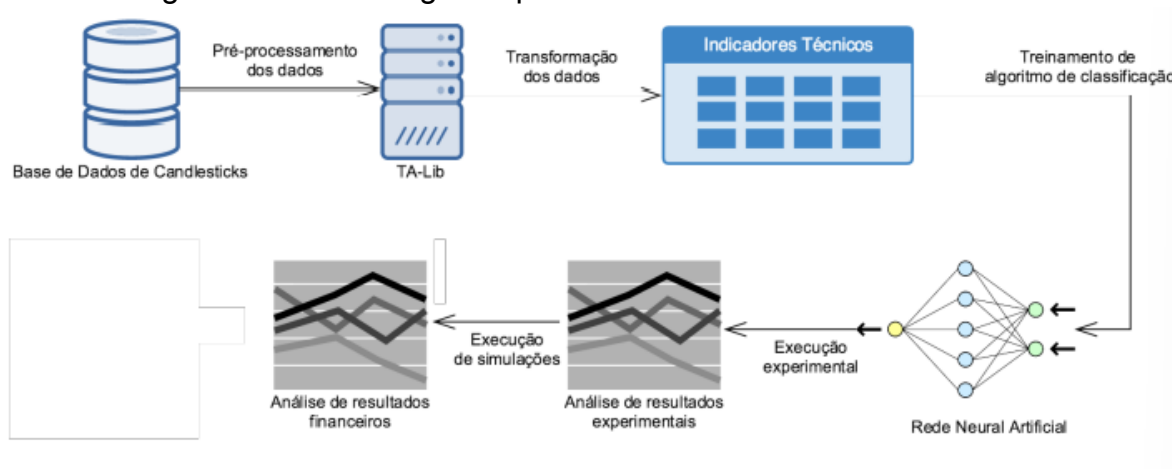 Pré-processamento
dos dados
Transformação
dos dados
Indicadores Técnicos
Treinamento de
algoritmo de classificação
Base de Dados de Candlesticks
TA-Lib
Execução
de simulações
Execução
experimental
Análise de resultados
financeiros
Análise de resultados
experimentais
Rede Neural Artificial